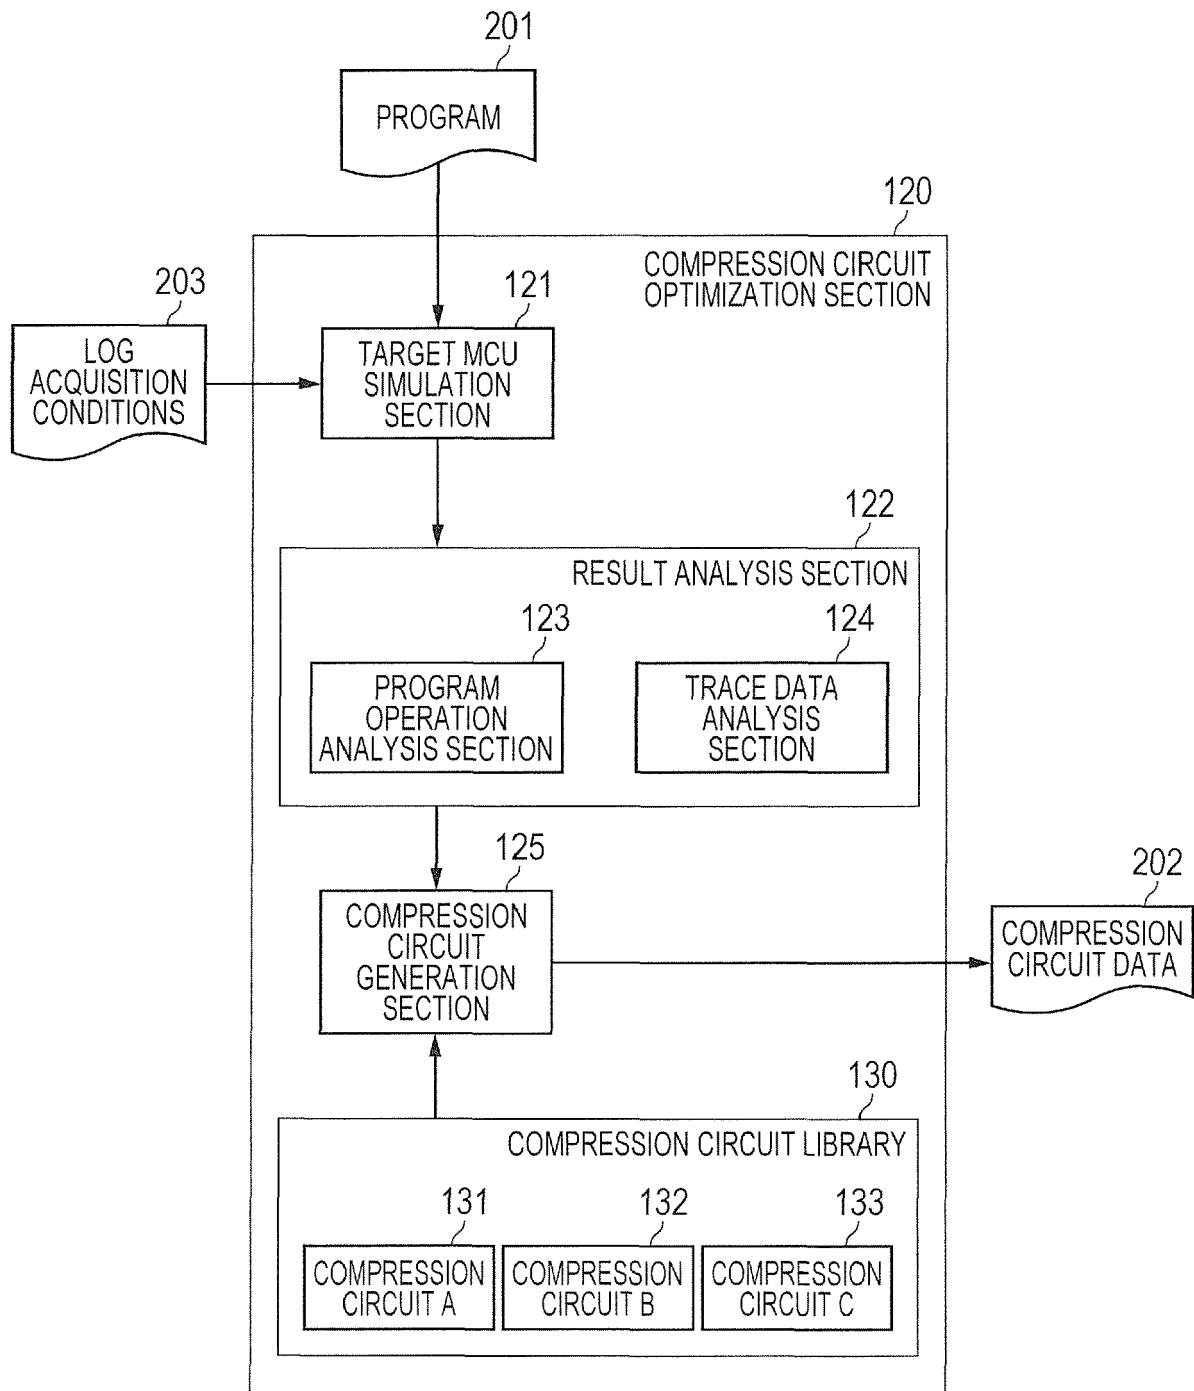 201
PROGRAM
120
COMPRESSION CIRCUIT
OPTIMIZATION SECTION
203
LOG
ACQUISITION
CONDITIONS
121
TARGET MCU
SIMULATION
SECTION
122
RESULT ANALYSIS SECTION
123
PROGRAM
OPERATION
ANALYSIS SECTION
124
TRACE DATA
ANALYSIS
SECTION
125
COMPRESSION
CIRCUIT
GENERATION
SECTION
202
COMPRESSION
CIRCUIT DATA
130
COMPRESSION CIRCUIT LIBRARY
131
COMPRESSION
CIRCUIT A
132
COMPRESSION
CIRCUIT B
133
COMPRESSION
CIRCUIT C